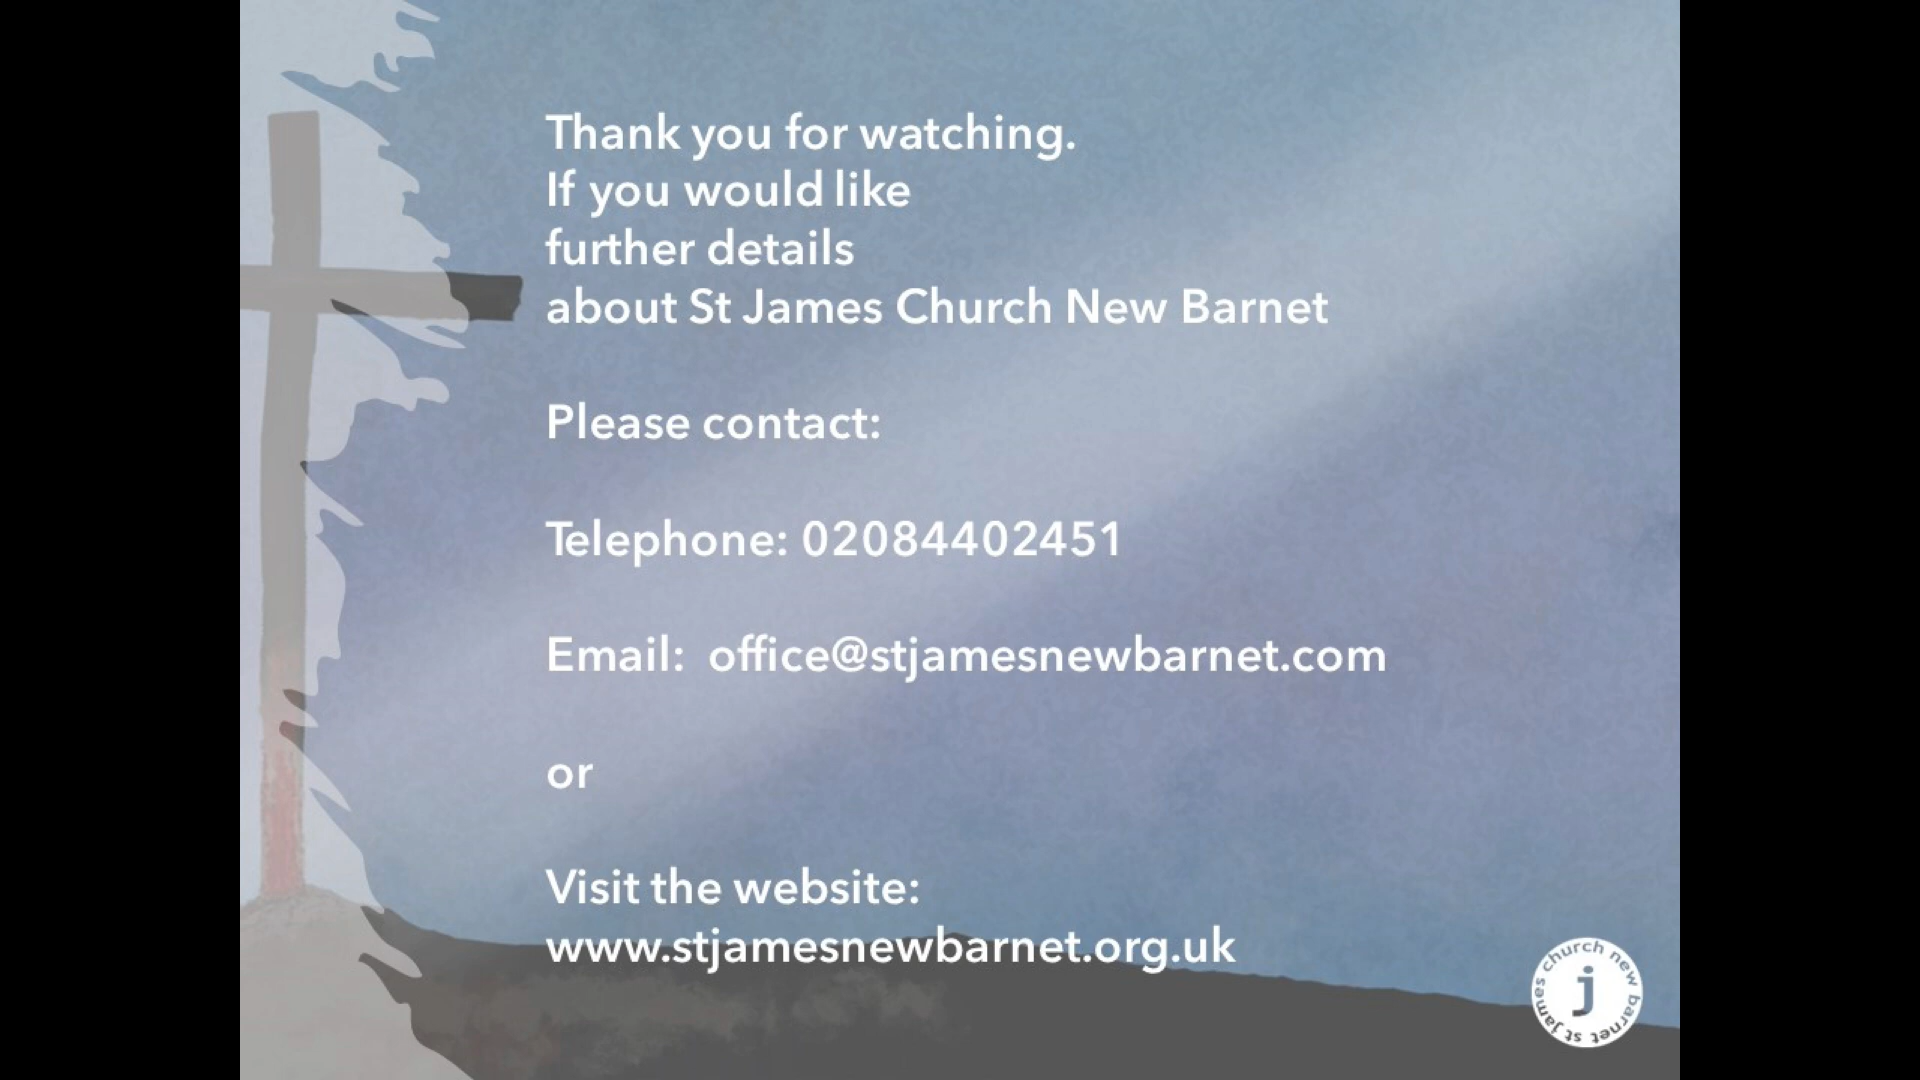 Thank you for watching.
If you would like
further details
about St James Church New Barnet
Please contact:
Telephone: 02084402451
Email:  office@stjamesnewbarnet.com
or
Visit the website:
www.stjamesnewbarnet.org.uk
st james church new barnet
j